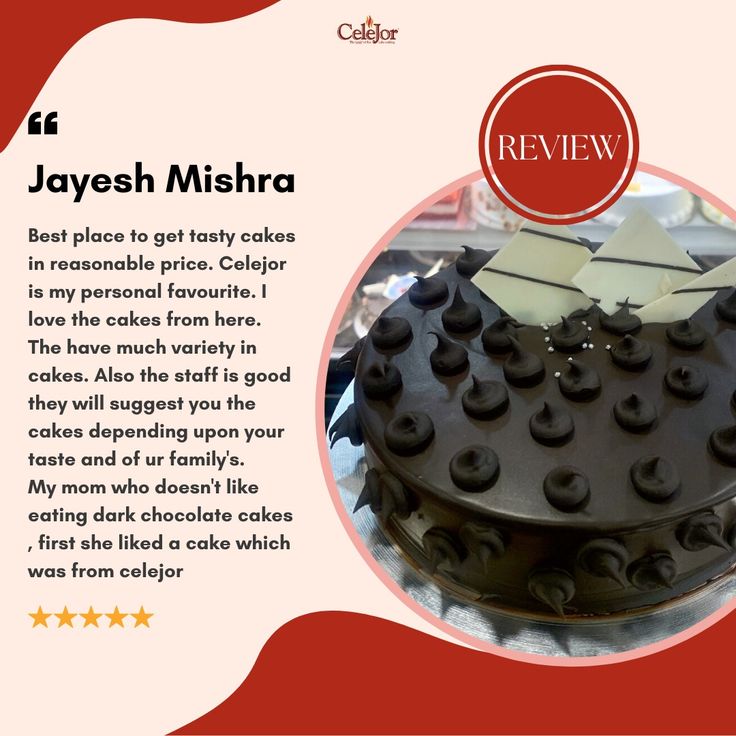 CeleJor
“
Jayesh Mishra
REVIEW
Best place to get tasty cakes
in reasonable price. Celejor
is my personal favourite. I
love the cakes from here.
The have much variety in
cakes. Also the staff is good
they will suggest you the
cakes depending upon your
taste and of ur family's.
My mom who doesn't like
eating dark chocolate cakes
, first she liked a cake which
was from celejor